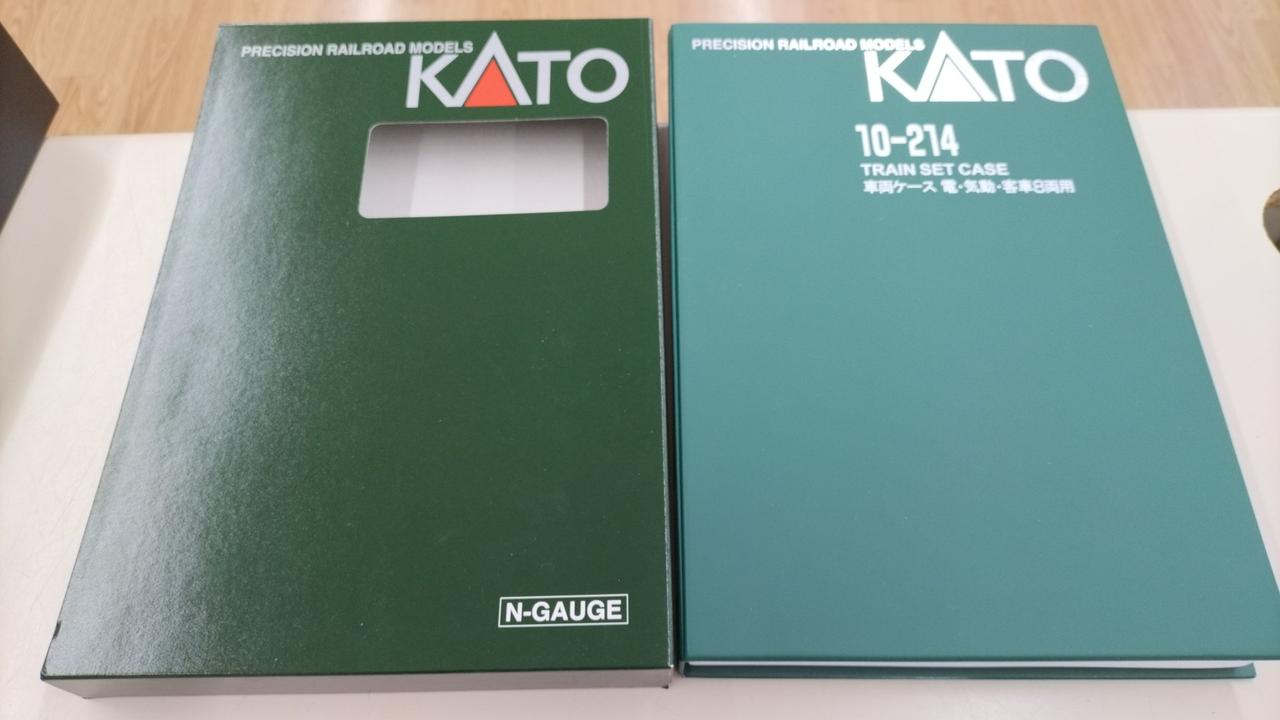 PRECISION RAILROAD MODELS
KATO
N-GAUGE
PRECISION RAILROAD MODELS
KATO
10-214
TRAIN SET CASE
車両ケース 電・気動・客車8両用